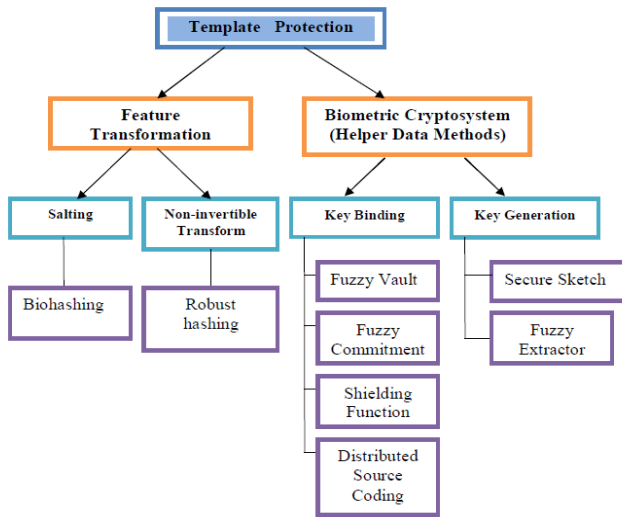 Template Protection
Feature
Transformation
Biometric Cryptosystem
(Helper Data Methods)
Salting
Non-invertible
Transform
Key Binding
Key Generation
Biohashing
Robust
hashing
Fuzzy Vault
Secure Sketch
Fuzzy
Commitment
Fuzzy
Extractor
Shielding
Function
Distributed
Source
Coding